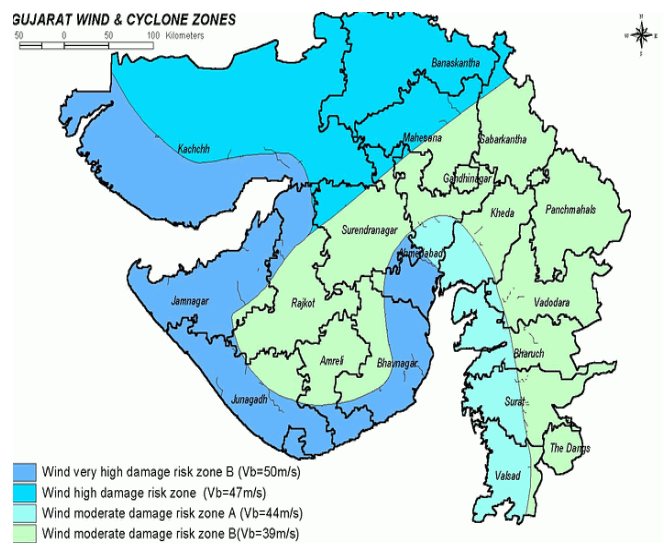 GUJARAT WIND & CYCLONE ZONES
50 0 50 100 Kilometers
Banaskantha
Kachchh
Mahesana
Sabarkantha
Gandhinagar
Kheda
Panchmahals
Surendranagar
Ahmedabad
Jamnagar
Rajkot
Vadodara
Amreli
Bhavnagar
Bharuch
Junagadh
Surat
The Dangs
Valsad
Wind very high damage risk zone B (Vb=50m/s)
Wind high damage risk zone (Vb=47m/s)
Wind moderate damage risk zone A (Vb=44m/s)
Wind moderate damage risk zone B(Vb=39m/s)